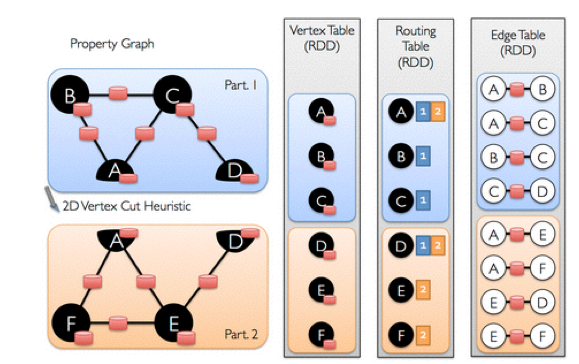 Property Graph
B
C
Part. 1
A
D
2D Vertex Cut Heuristic
A
D
F
E
Part. 2
Vertex Table
(RDD)
A
B
C
D
E
F
Routing
Table
(RDD)
A 1 2
B 1
C 1
D 1 2
E 2
F 2
Edge Table
(RDD)
A B
A C
B C
C D
A E
A F
E D
E F